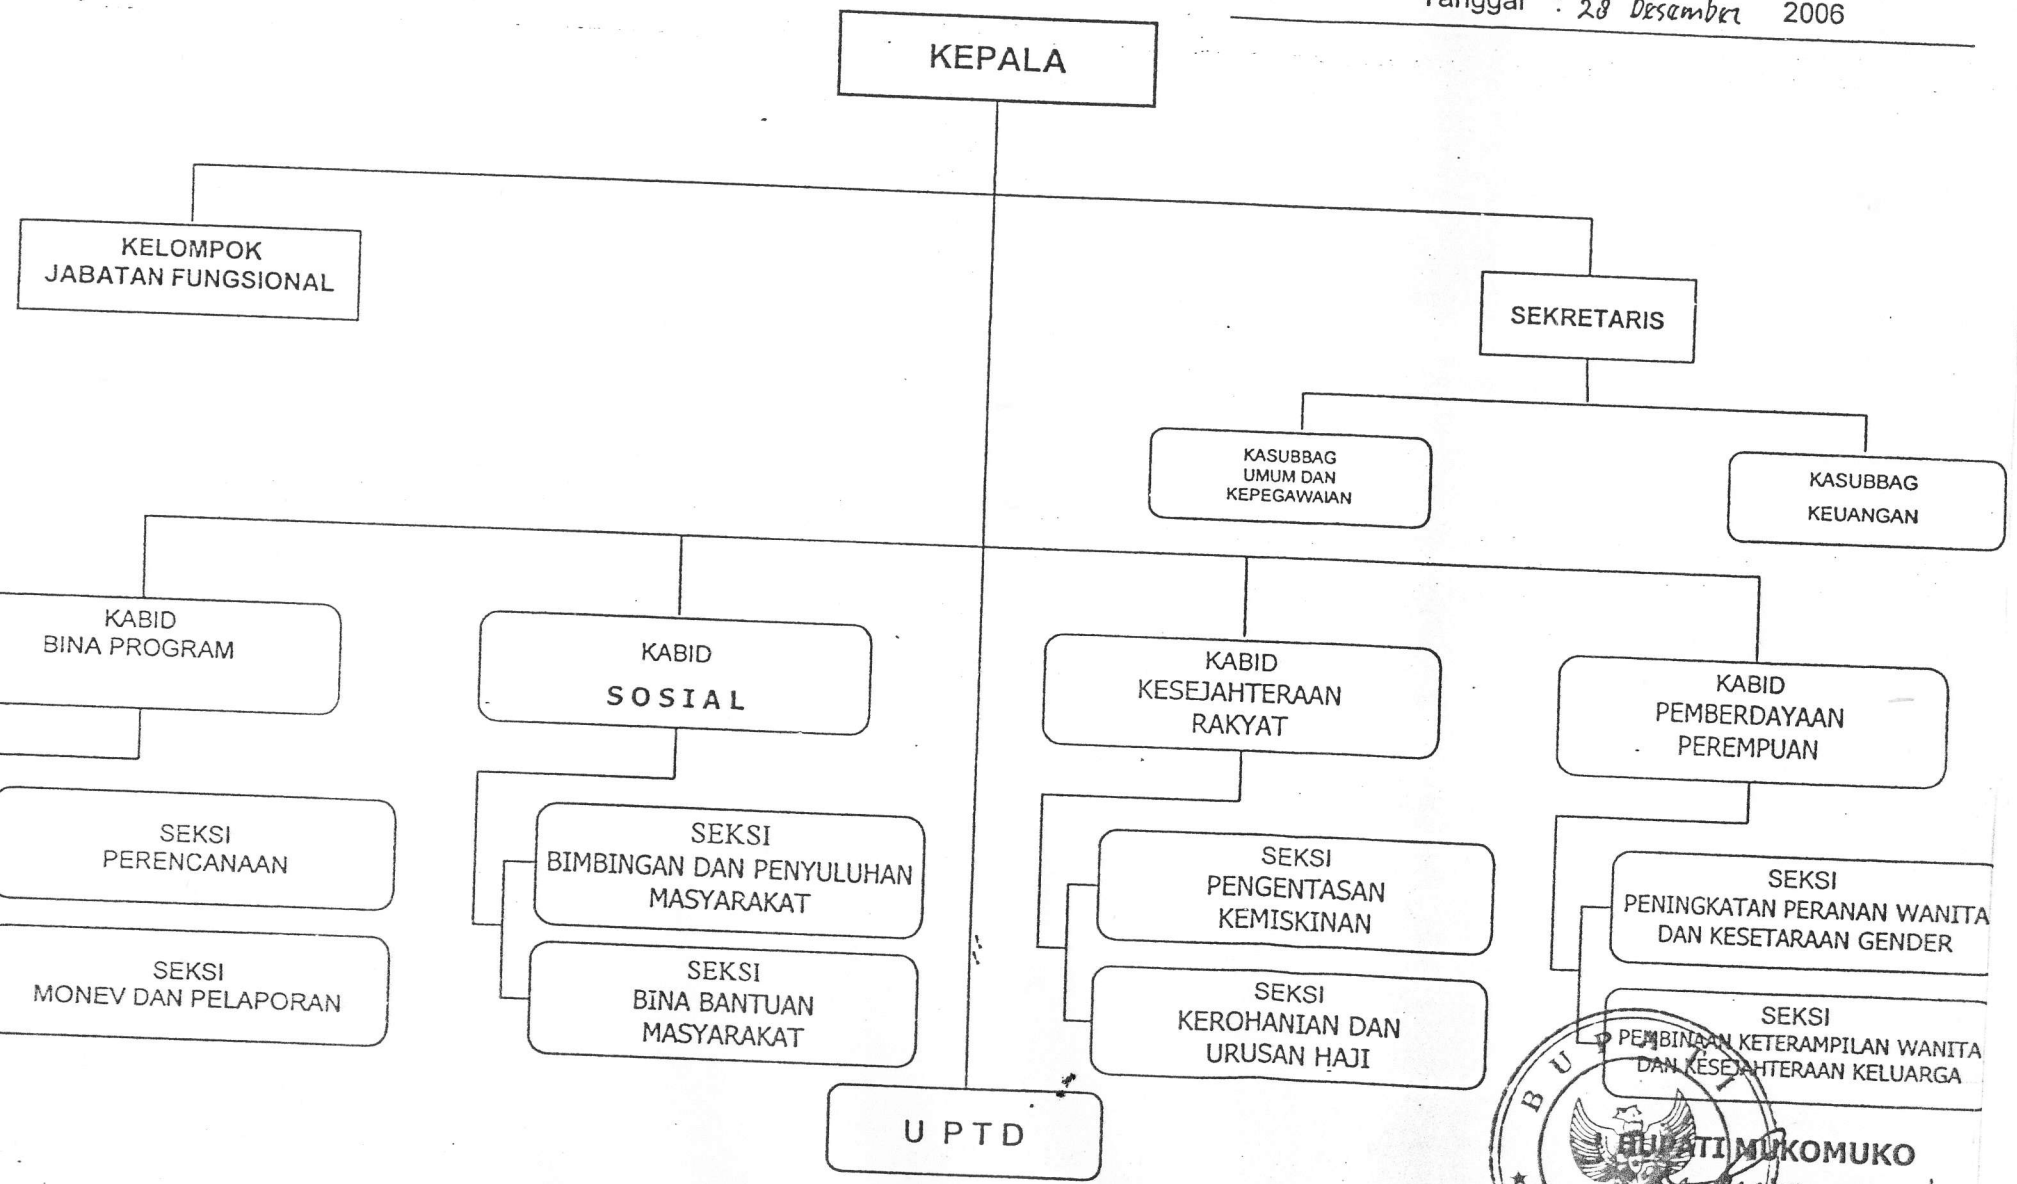 Tanggal : 28 Desember 2006
KEPALA
KELOMPOK
JABATAN FUNGSIONAL
SEKRETARIS
KASUBBAG
UMUM DAN
KEPEGAWAIAN
KASUBBAG
KEUANGAN
KABID
BINA PROGRAM
KABID
SOSIAL
KABID
KESEJAHTERAAN
RAKYAT
KABID
PEMBERDAYAAN
PEREMPUAN
SEKSI
PERENCANAAN
SEKSI
BIMBINGAN DAN PENYULUHAN
MASYARAKAT
SEKSI
PENGENTASAN
KEMISKINAN
SEKSI
PENINGKATAN PERANAN WANITA
DAN KESETARAAN GENDER
SEKSI
MONEV DAN PELAPORAN
SEKSI
BINA BANTUAN
MASYARAKAT
SEKSI
KEROHANIAN DAN
URUSAN HAJI
SEKSI
PEMBINAAN KETERAMPILAN WANITA
DAN KESEJAHTERAAN KELUARGA
UPTD
BUPATI
BUPATI MUKOMUKO